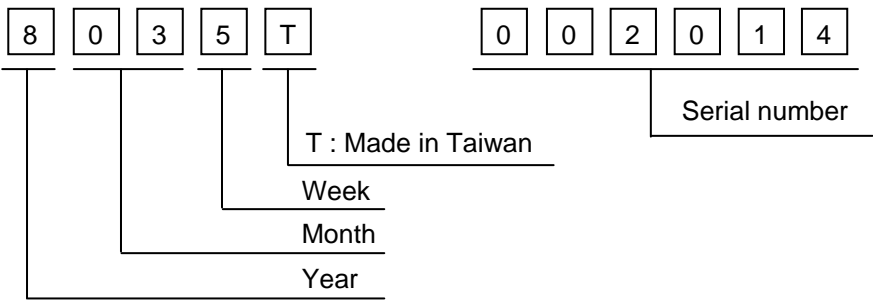 8 0 3 5 T 0 0 2 0 1 4
Serial number
T : Made in Taiwan
Week
Month
Year